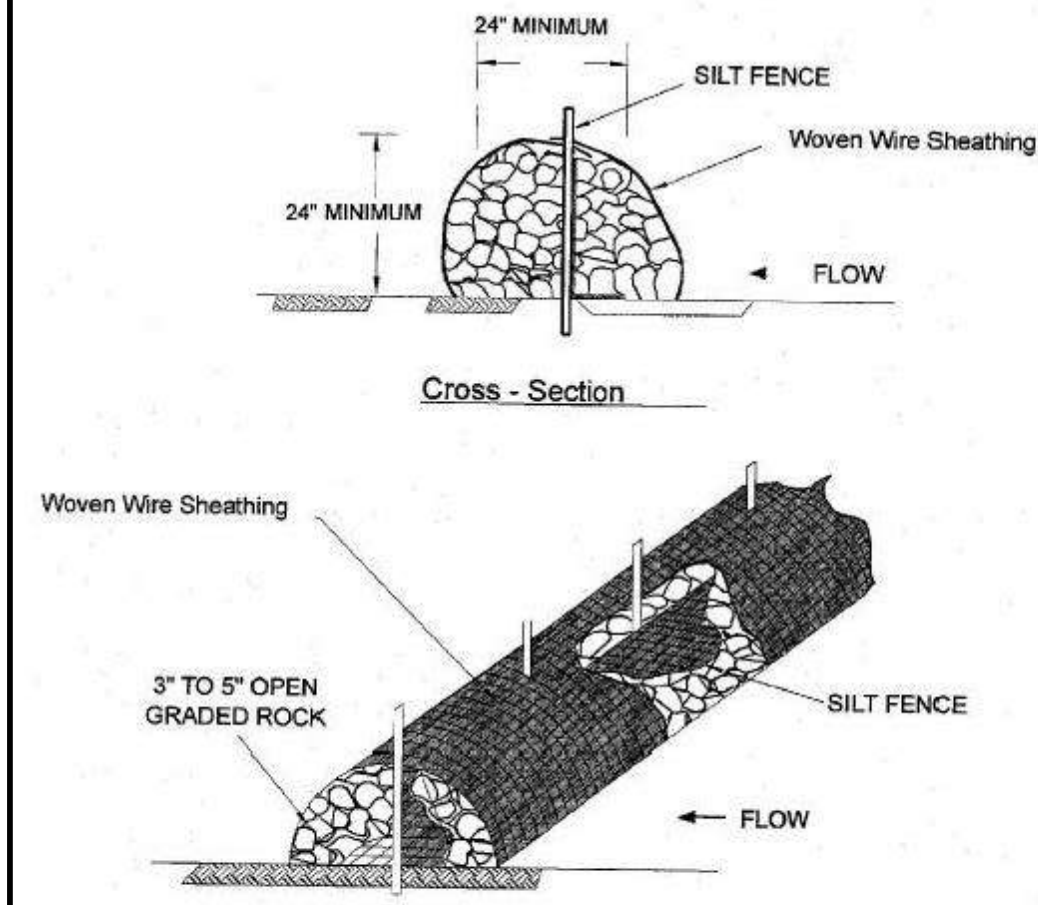 24" MINIMUM
SILT FENCE
Woven Wire Sheathing
24" MINIMUM
FLOW
Cross - Section
Woven Wire Sheathing
3" TO 5" OPEN
GRADED ROCK
SILT FENCE
FLOW